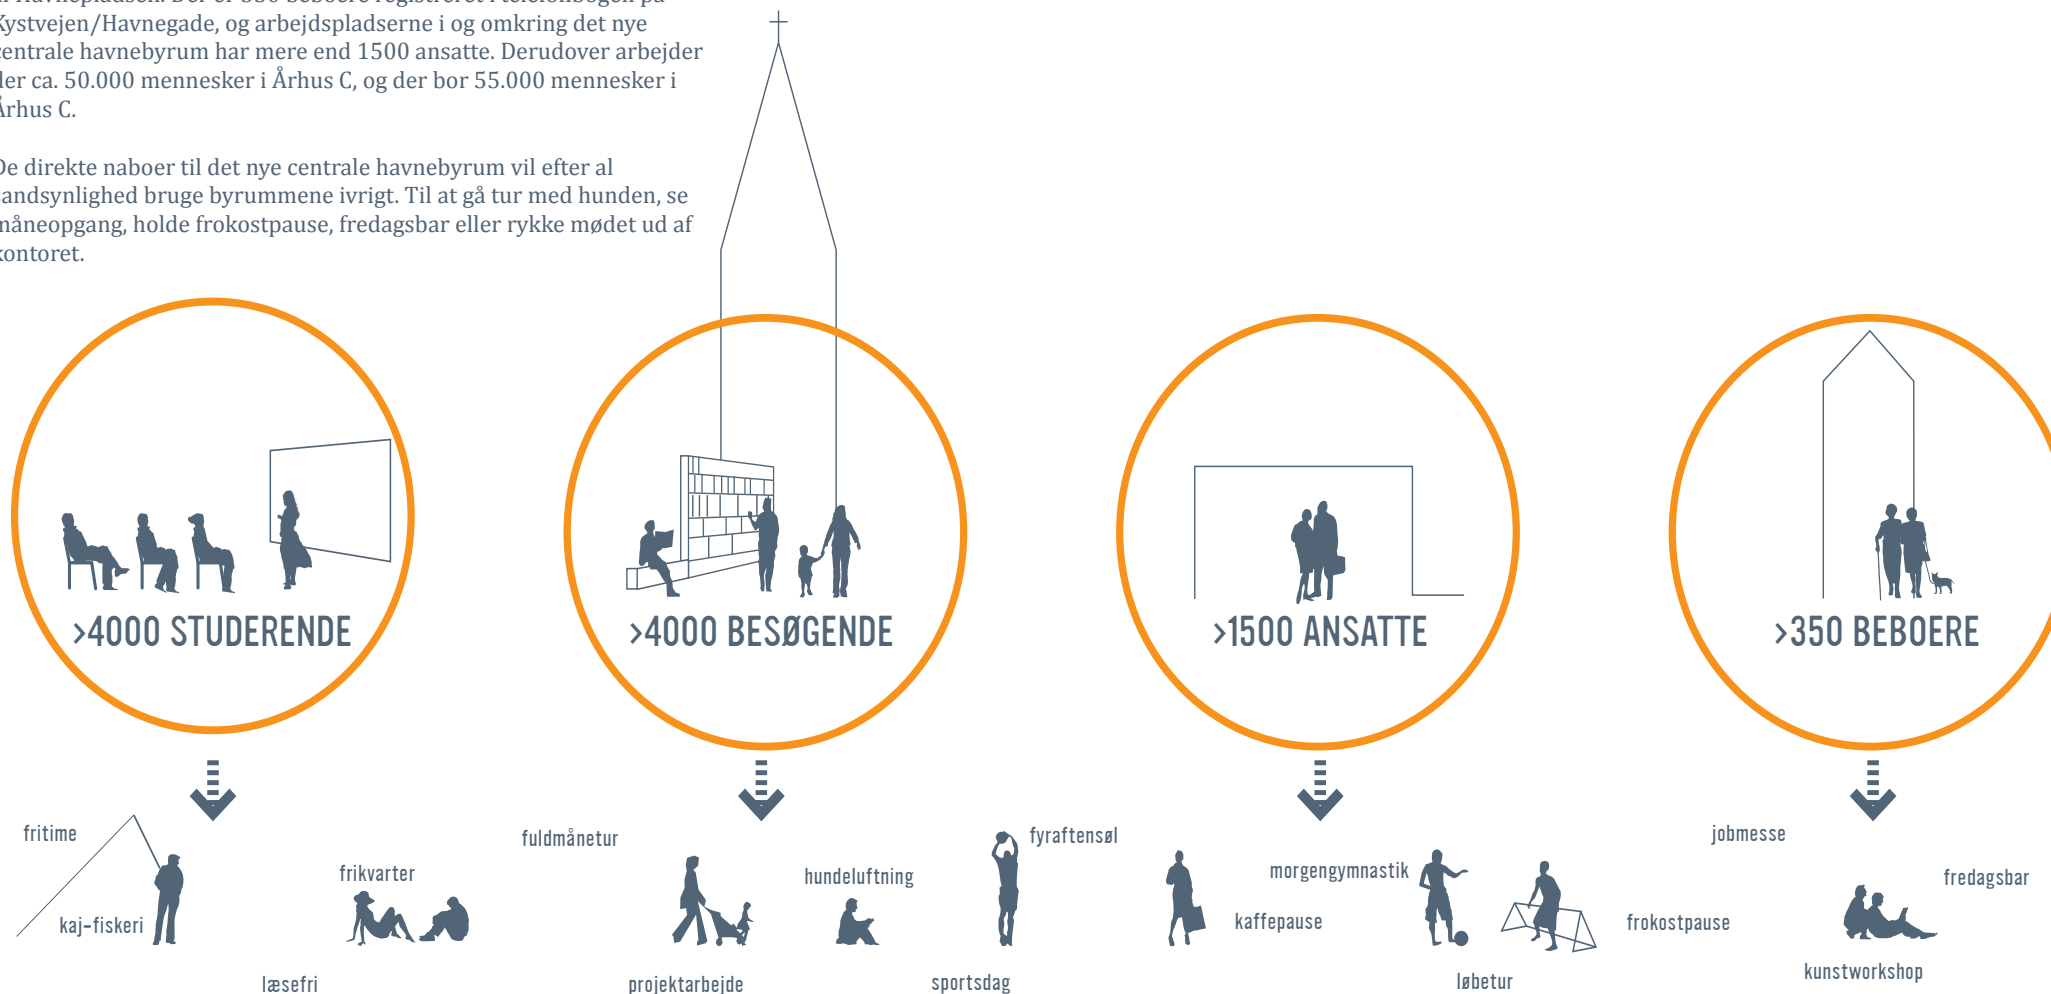 Kystvejen/Havnegade, og arbejdspladserne i og omkring det nye
centrale havnebyrum har mere end 1500 ansatte. Derudover arbejder
der ca. 50.000 mennesker i Århus C, og der bor 55.000 mennesker i
Århus C.
De direkte naboer til det nye centrale havnebyrum vil efter al
sandsynlighed bruge byrummene ivrigt. Til at gå tur med hunden, se
måneopgang, holde frokostpause, fredagsbar eller rykke mødet ud af
kontoret.
>4000 STUDERENDE
>4000 BESØGENDE
>1500 ANSATTE
>350 BEBOERE
fritime
kaj-fiskeri
frikvarter
læsefri
fuldmånetur
projektarbejde
hundeluftning
sportsdag
fyraftensøl
kaffepause
morgengymnastik
løbetur
frokostpause
jobmesse
kunstworkshop
fredagsbar